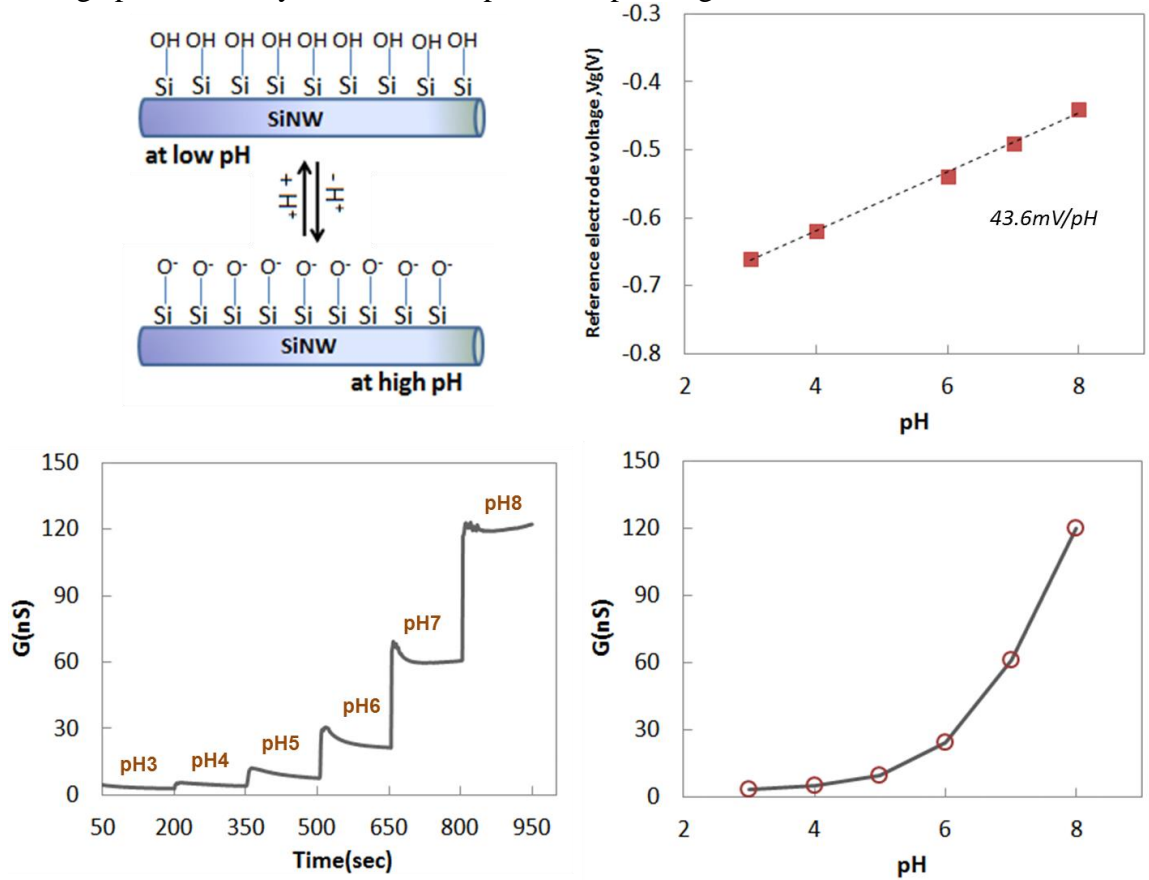 OH OH OH OH OH OH OH OH OH
Si Si Si Si Si Si Si Si Si
SiNW
at low pH
+H+
-H+
O- O- O- O- O- O- O- O- O-
Si Si Si Si Si Si Si Si Si
SiNW
at high pH
-0.3
-0.4
-0.5
-0.6
-0.7
-0.8
Reference electrode voltage ,Vg(V)
43.6mV/pH
2 4 6 8
pH
150
120
90
60
30
0
G(nS)
pH3
pH4
pH5
pH6
pH7
pH8
50 200 350 500 650 800 950
Time(sec)
150
120
90
60
30
0
G(nS)
2 4 6 8
pH